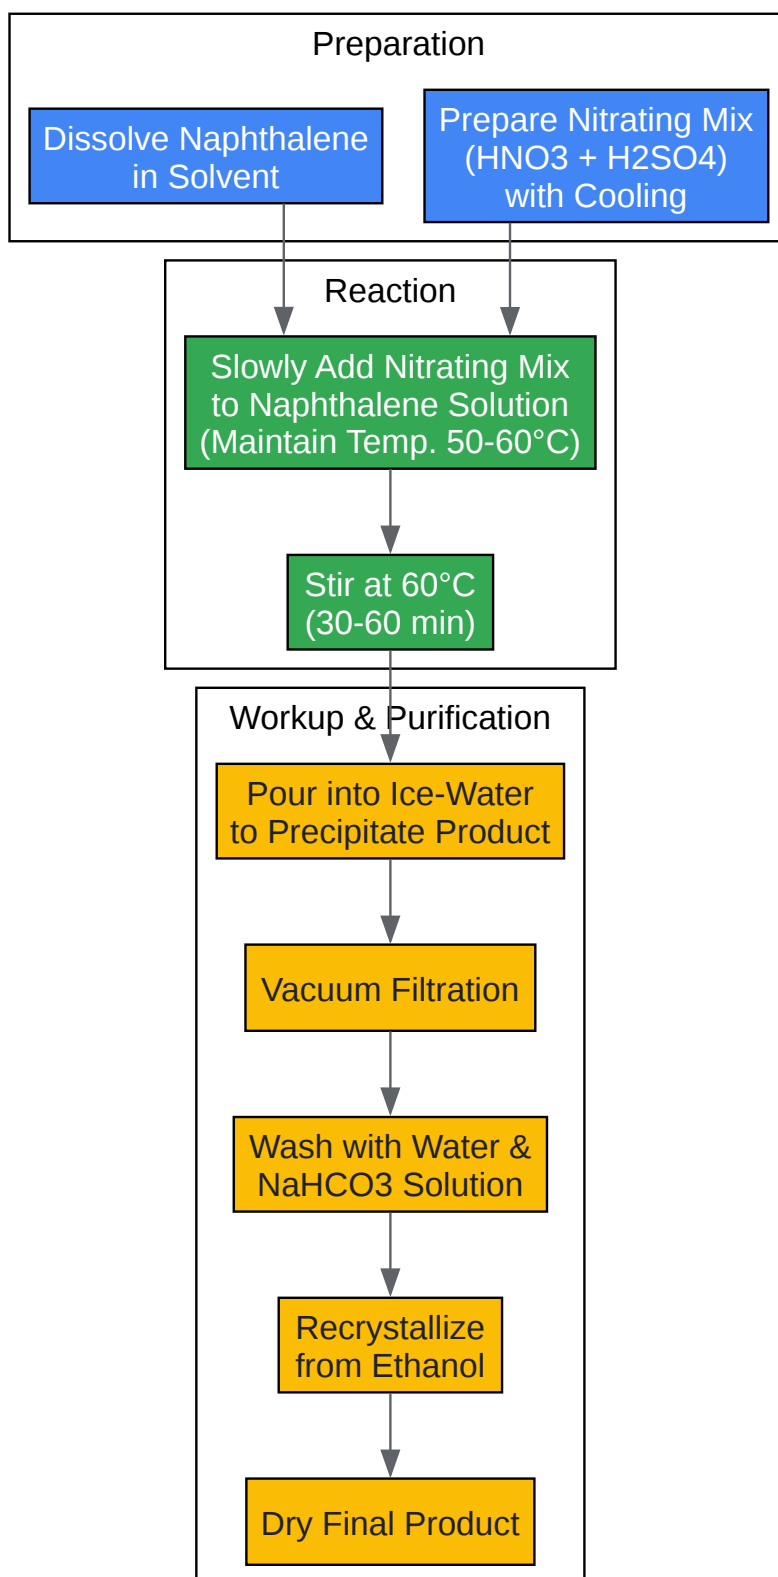 Preparation
Dissolve Naphthalene
in Solvent
Prepare Nitrating Mix
(HNO3 + H2SO4)
with Cooling
Reaction
Slowly Add Nitrating Mix
to Naphthalene Solution
(Maintain Temp. 50-60°C)
Stir at 60°C
(30-60 min)
Workup & Purification
Pour into Ice-Water
to Precipitate Product
Vacuum Filtration
Wash with Water &
NaHCO3 Solution
Recrystallize
from Ethanol
Dry Final Product